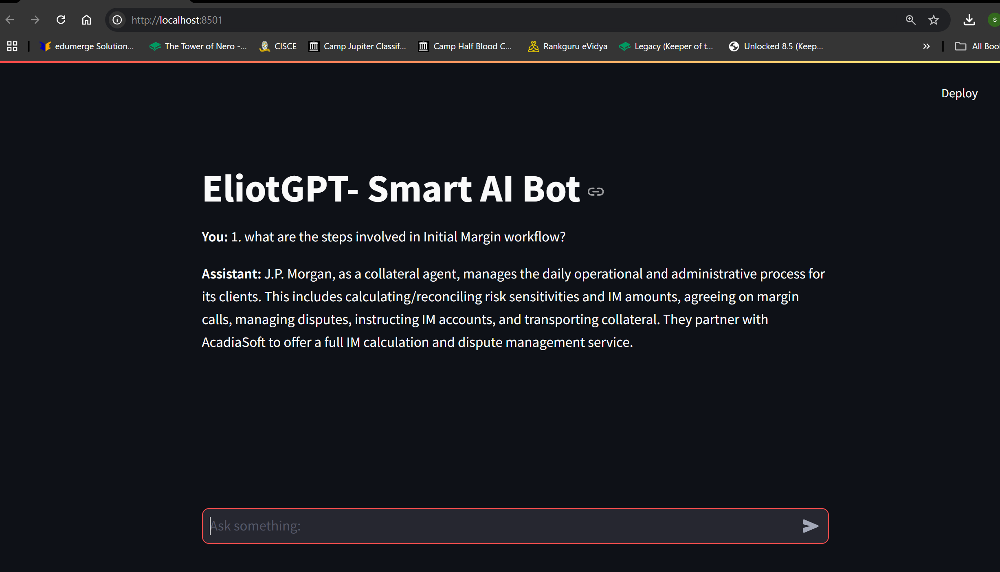 http://localhost:8501
S
edumerge Solution...
The Tower of Nero -...
CISCE
Camp Jupiter Classif...
Camp Half Blood C...
Rankguru eVidya
Legacy (Keeper of t...
Unlocked 8.5 (Keep...
All Boo
Deploy
EliotGPT- Smart AI Bot
You: 1. what are the steps involved in Initial Margin workflow?
Assistant: J.P. Morgan, as a collateral agent, manages the daily operational and administrative process for
its clients. This includes calculating/reconciling risk sensitivities and IM amounts, agreeing on margin
calls, managing disputes, instructing IM accounts, and transporting collateral. They partner with
AcadiaSoft to offer a full IM calculation and dispute management service.
Ask something: